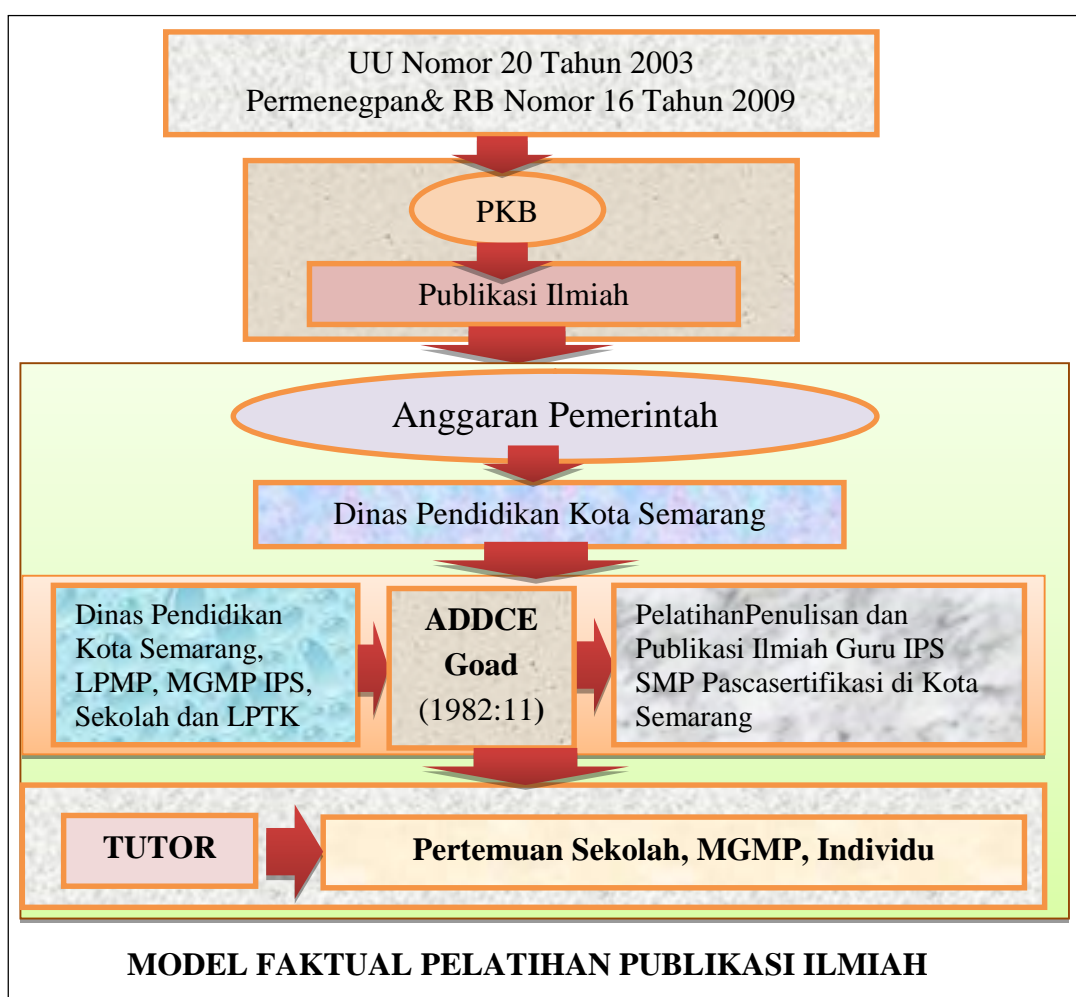 UU Nomor 20 Tahun 2003
Permenegpan& RB Nomor 16 Tahun 2009
PKB
Publikasi Ilmiah
Anggaran Pemerintah
Dinas Pendidikan Kota Semarang
Dinas Pendidikan
Kota Semarang,
LPMP, MGMP IPS,
Sekolah dan LPTK
ADDCE
Goad
(1982:11)
PelatihanPenulisan dan
Publikasi Ilmiah Guru IPS
SMP Pascasertifikasi di Kota
Semarang
TUTOR
Pertemuan Sekolah, MGMP, Individu
MODEL FAKTUAL PELATIHAN PUBLIKASI ILMIAH